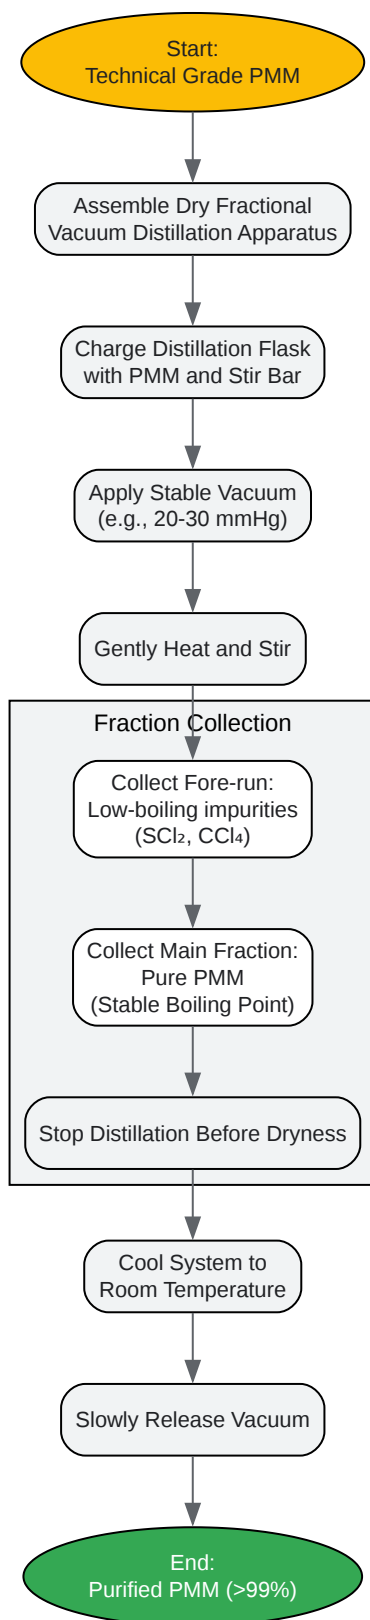 Start:
Technical Grade PMM
Assemble Dry Fractional
Vacuum Distillation Apparatus
Charge Distillation Flask
with PMM and Stir Bar
Apply Stable Vacuum
(e.g., 20-30 mmHg)
Gently Heat and Stir
Fraction Collection
Collect Fore-run:
Low-boiling impurities
(SCl₂, CCl₄)
Collect Main Fraction:
Pure PMM
(Stable Boiling Point)
Stop Distillation Before Dryness
Cool System to
Room Temperature
Slowly Release Vacuum
End:
Purified PMM (>99%)